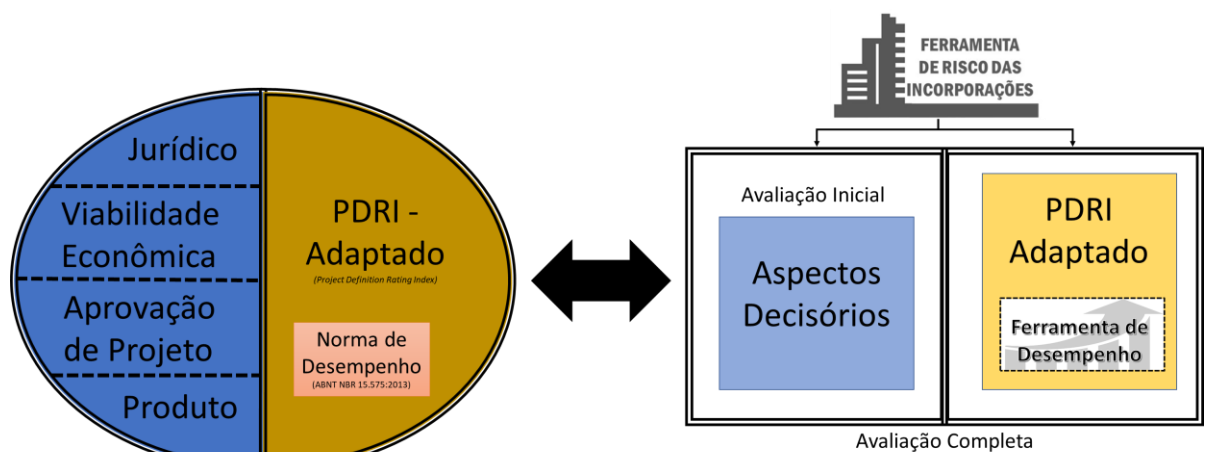 Jurídico
Viabilidade
Econômica
Aprovação
de Projeto
Produto
PDRI -
Adaptado
(Project Definition Rating Index)
Norma de
Desempenho
(ABNT NBR 15.575:2013)
FERRAMENTA
DE RISCO DAS
INCORPORAÇÕES
Avaliação Inicial
Aspectos
Decisórios
PDRI
Adaptado
Ferramenta de
Desempenho
Avaliação Completa